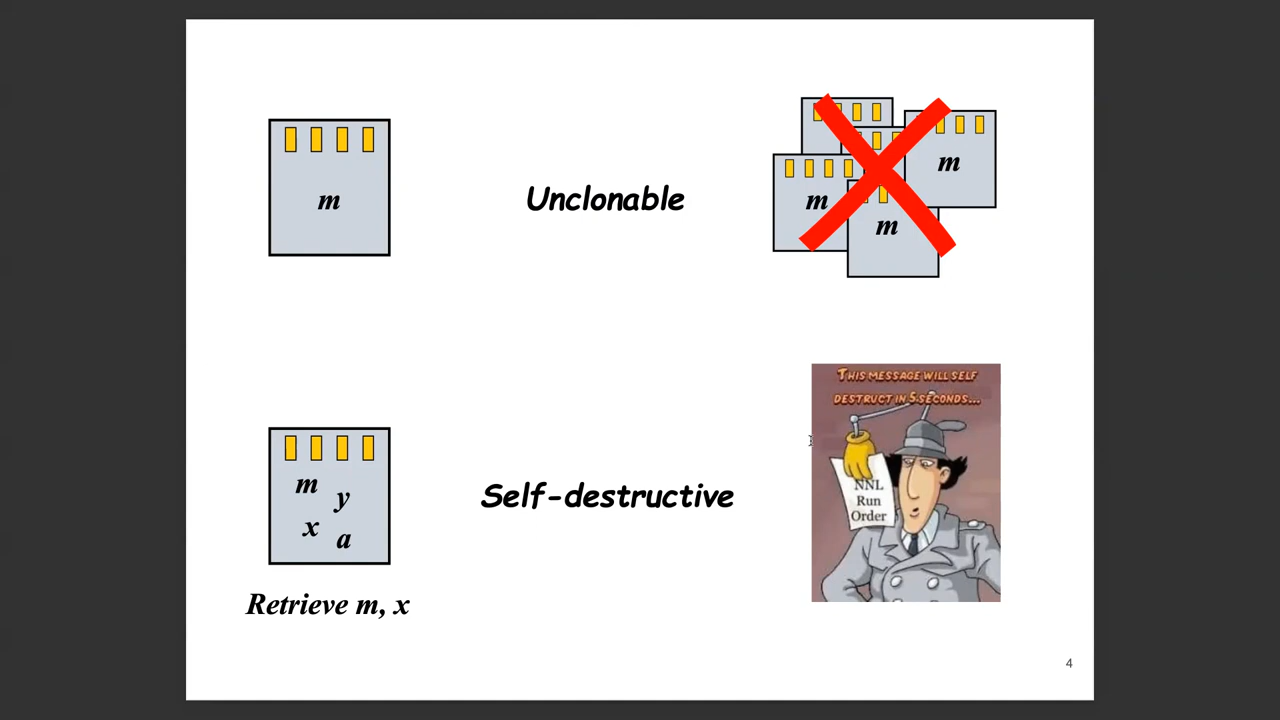 m
Unclonable
m
m
m
THIS MESSAGE WILL SELF
DESTRUCT IN 5 SECONDS...
NNL
Run
Order
m
y
x
a
Self-destructive
Retrieve m, x
4